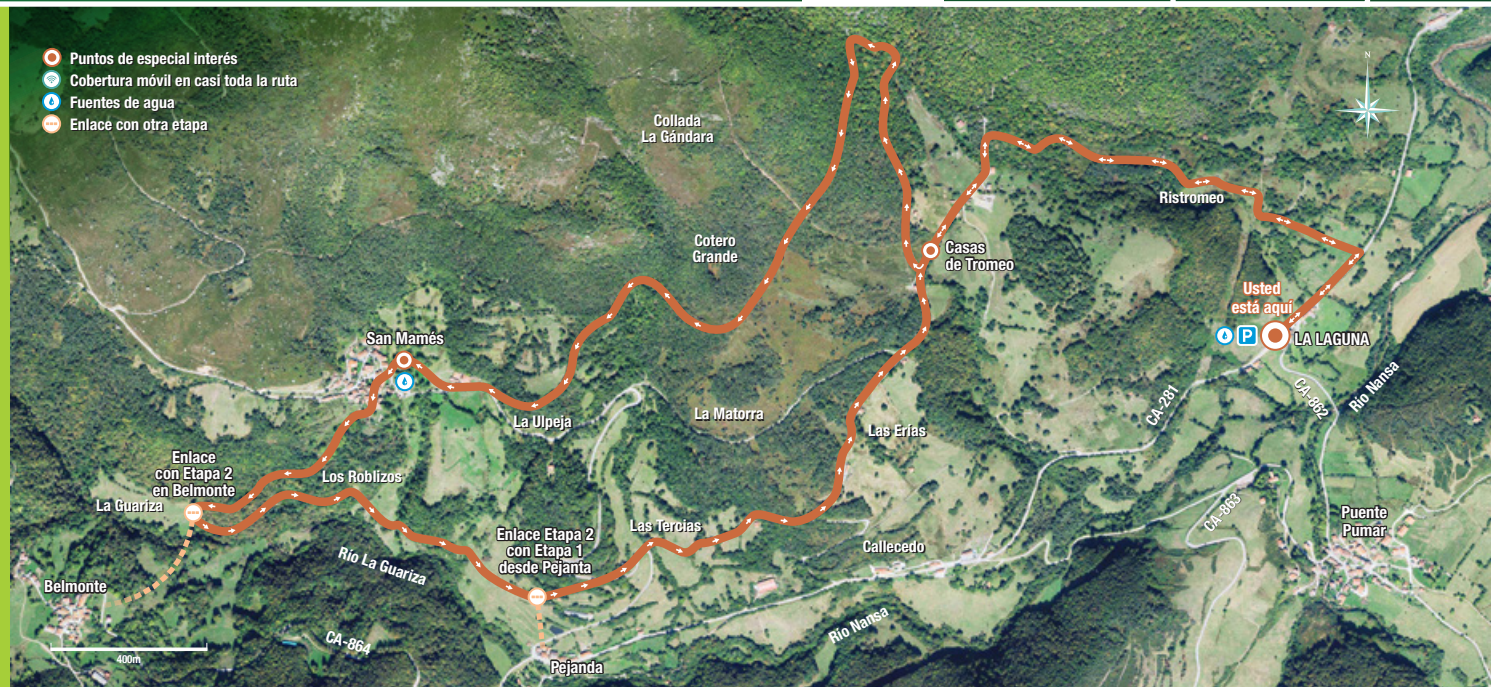 Puntos de especial interés
Cobertura móvil en casi toda la ruta
Fuentes de agua
Enlace con otra etapa
N
Collada
La Gándara
Ristromeo
Cotero
Grande
Casas
de Tromeo
Usted
está aquí
P
LA LAGUNA
San Mamés
CA-281
CA-862
Río Nansa
La Ulpeja
La Matorra
Las Erías
Enlace
con Etapa 2
en Belmonte
Los Roblizos
La Guariza
CA-863
Puente
Pumar
Enlace Etapa 2
con Etapa 1
desde Pejanta
Las Tercias
Callecedo
Río La Guariza
Belmonte
Río Nansa
CA-864
400m
Pejanda